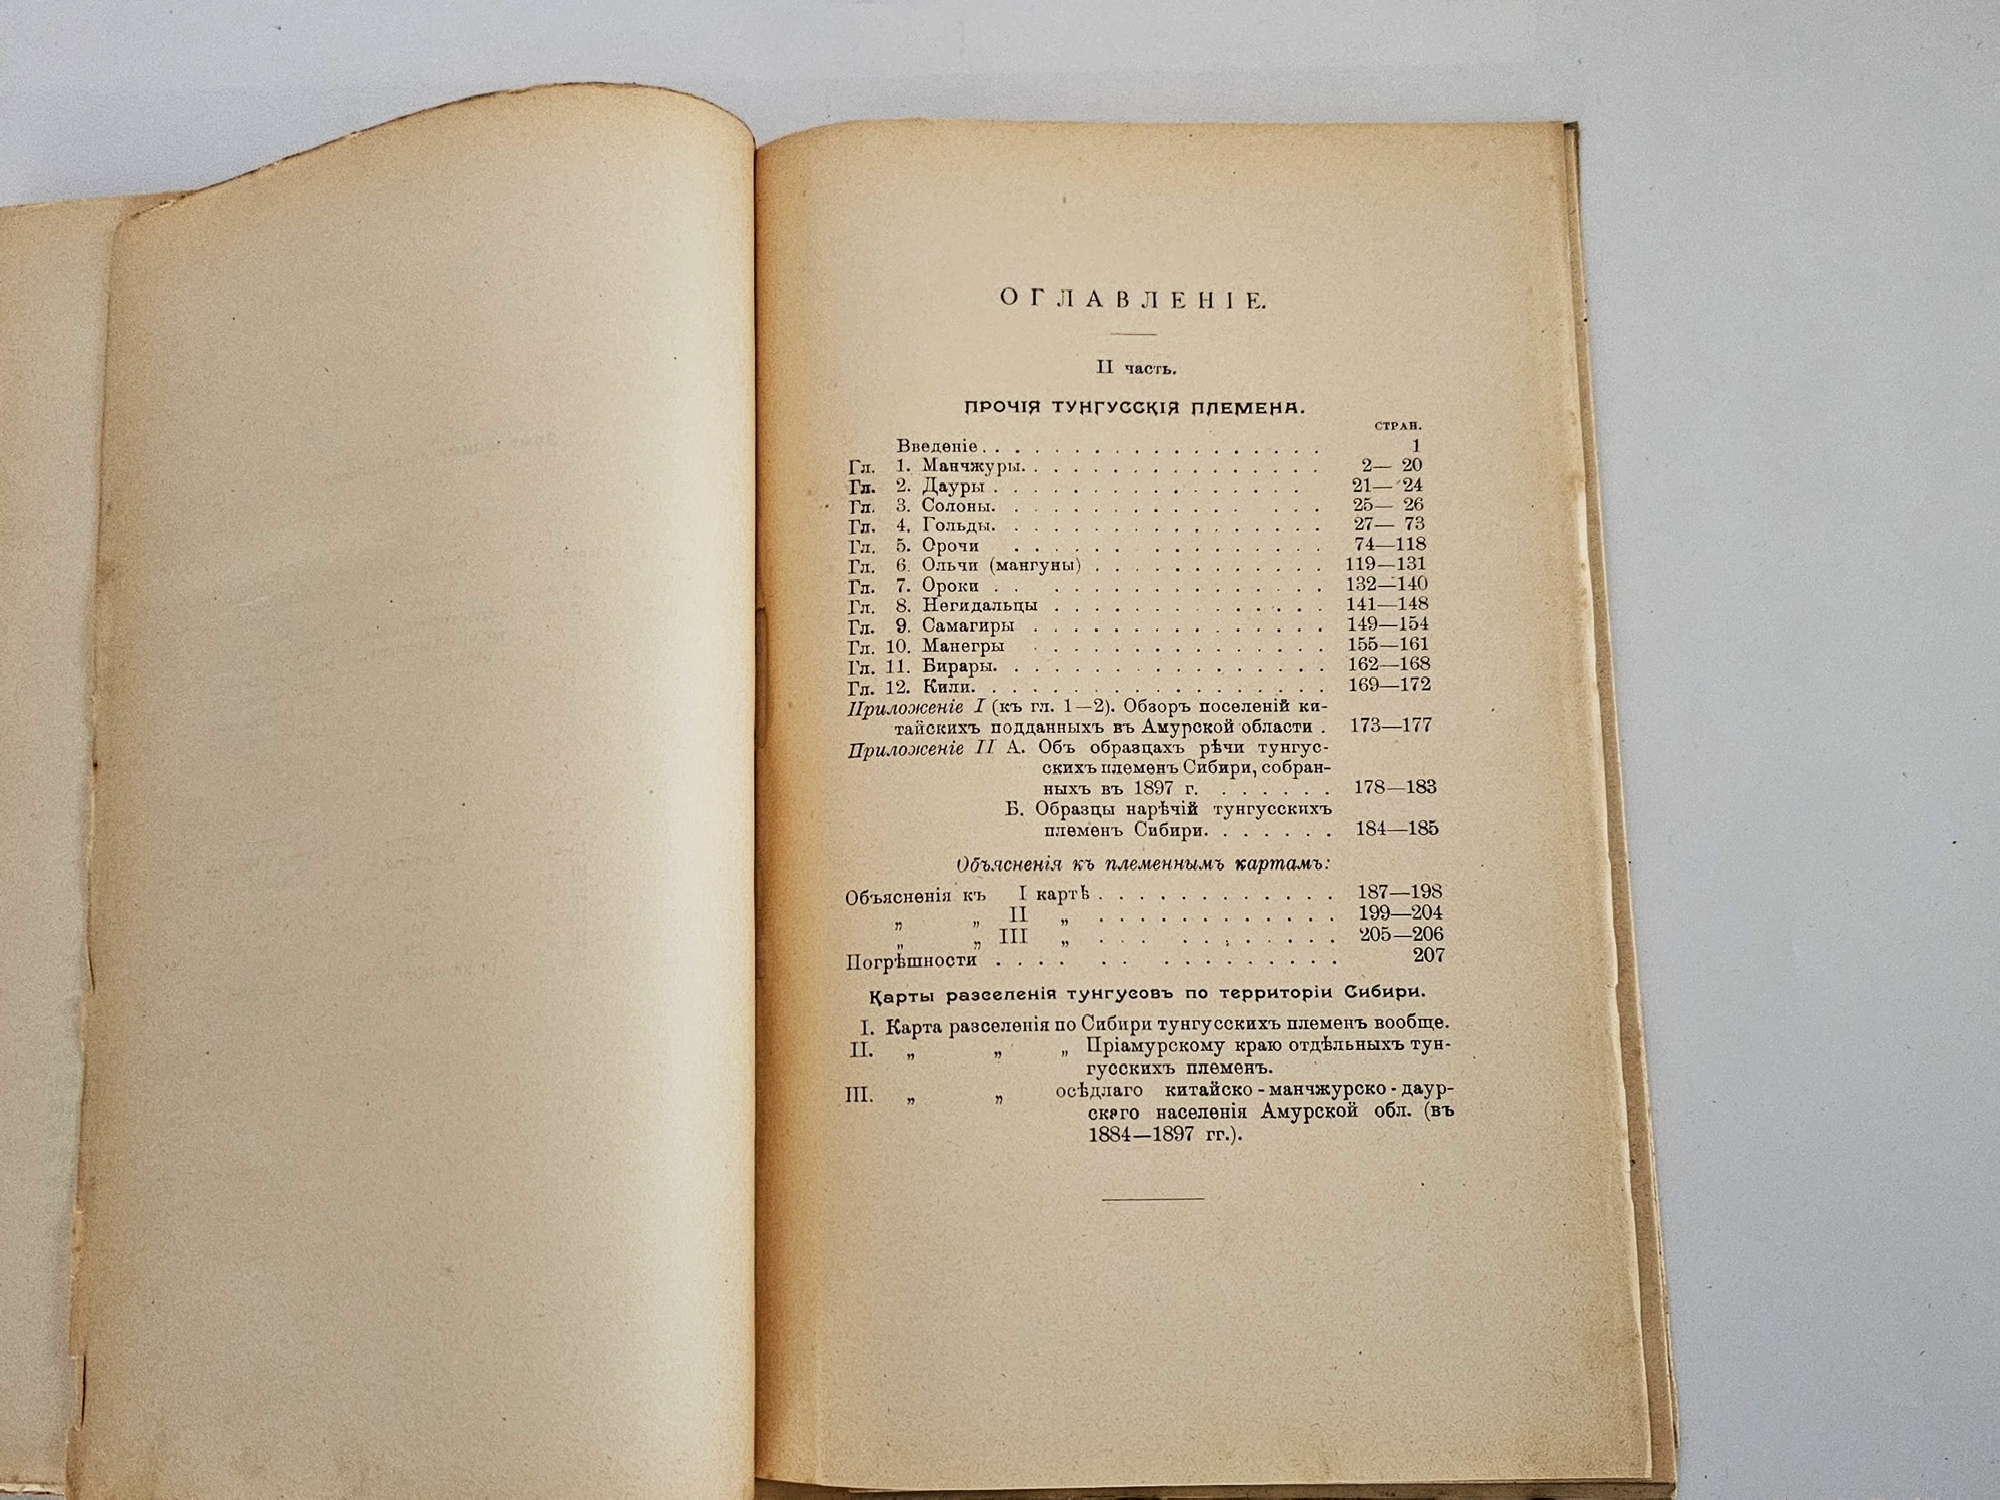 ОГЛАВЛЕНІЕ.
II часть.
ПРОЧІЯ ТУНГУССКІЯ ПЛЕМЕНА.
СТРАН.
Введеніе . . . . . . . . . . . . . . . . . 1
Гл. 1. Манчжуры. . . . . . . . . . . . . . . . 2— 20
Гл. 2. Дауры . . . . . . . . . . . . . . . 21— 24
Гл. 3. Солоны. . . . . . . . . . . . . . . 25— 26
Гл. 4. Гольды. . . . . . . . . . . . . . . . 27— 73
Гл. 5. Орочи . . . . . . . . . . . . . . 74—118
Гл. 6. Ольчи (мангуны) . . . . . . . . . . . . 119—131
Гл. 7. Ороки . . . . . . . . . . . . . . . 132—140
Гл. 8. Негидальцы . . . . . . . . . . . . . . 141—148
Гл. 9. Самагиры . . . . . . . . . . . . . . . 149—154
Гл. 10. Манегры . . . . . . . . . . . . . . . 155—161
Гл. 11. Бирары. . . . . . . . . . . . . . . . 162—168
Гл. 12. Кили. . . . . . . . . . . . . . . . . 169—172
Приложеніе I (къ гл. 1—2). Обзоръ поселеній ки-
тайскихъ подданныхъ въ Амурской области . 173—177
Приложеніе II А. Объ образцахъ рѣчи тунгус-
скихъ племенъ Сибири, собран-
ныхъ въ 1897 г. . . . . . . 178—183
Б. Образцы нарѣчій тунгусскихъ
племенъ Сибири. . . . . . . 184—185
Объясненія къ племеннымъ картамъ:
Объясненія къ I картѣ . . . . . . . . . . . . 187—198
„ „ II „ . . . . . . . . . . . . 199—204
„ „ III „ . . . . . . . . . . . 205—206
Погрѣшности . . . . . . . . . . . . . . . 207
Карты разселенія тунгусовъ по территоріи Сибири.
I. Карта разселенія по Сибири тунгусскихъ племенъ вообще.
II. „ „ „ Пріамурскому краю отдѣльныхъ тун-
гусскихъ племенъ.
III. „ „ осѣдлаго китайско-манчжурско-даур-
скаго населенія Амурской обл. (въ
1884—1897 гг.).